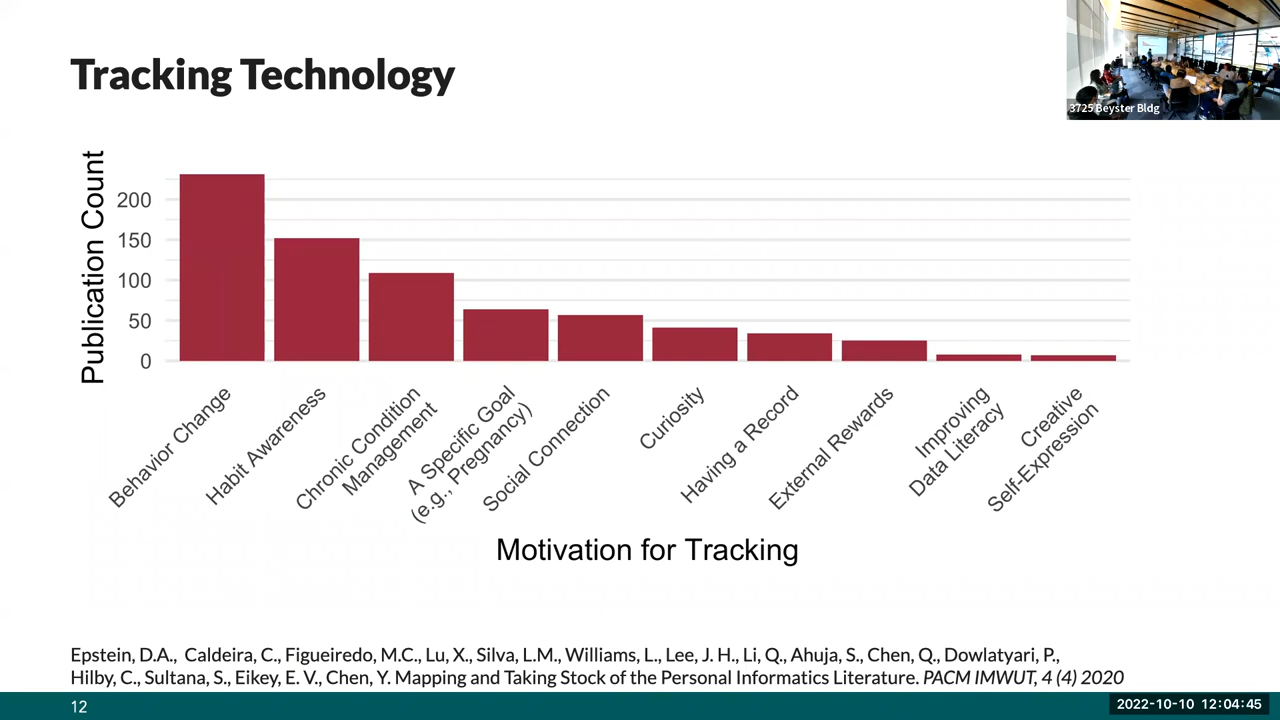 Tracking Technology
3725 Beyster Bldg
Publication Count
200
150
100
50
0
Behavior Change
Habit Awareness
Chronic Condition
Management
A Specific Goal
(e.g., Pregnancy)
Social Connection
Curiosity
Having a Record
External Rewards
Improving
Data Literacy
Creative
Self-Expression
Motivation for Tracking
Epstein, D.A., Caldeira, C., Figueiredo, M.C., Lu, X., Silva, L.M., Williams, L., Lee, J. H., Li, Q., Ahuja, S., Chen, Q., Dowlatyari, P.,
Hilby, C., Sultana, S., Eikey, E. V., Chen, Y. Mapping and Taking Stock of the Personal Informatics Literature. PACM IMWUT, 4 (4) 2020
12
2022-10-10 12:04:45